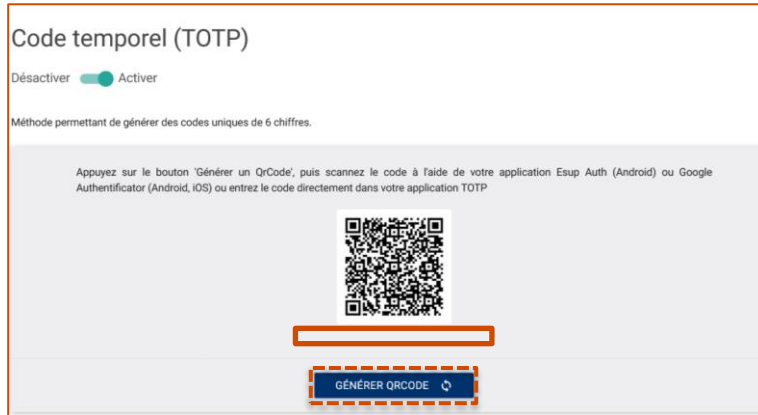 Code temporel (TOTP)
Désactiver Activer
Méthode permettant de générer des codes uniques de 6 chiffres.
Appuyez sur le bouton 'Générer un QrCode', puis scannez le code à l'aide de votre application Esup Auth (Android) ou Google
Authentificator (Android, iOS) ou entrez le code directement dans votre application TOTP
GÉNÉRER QRCODE